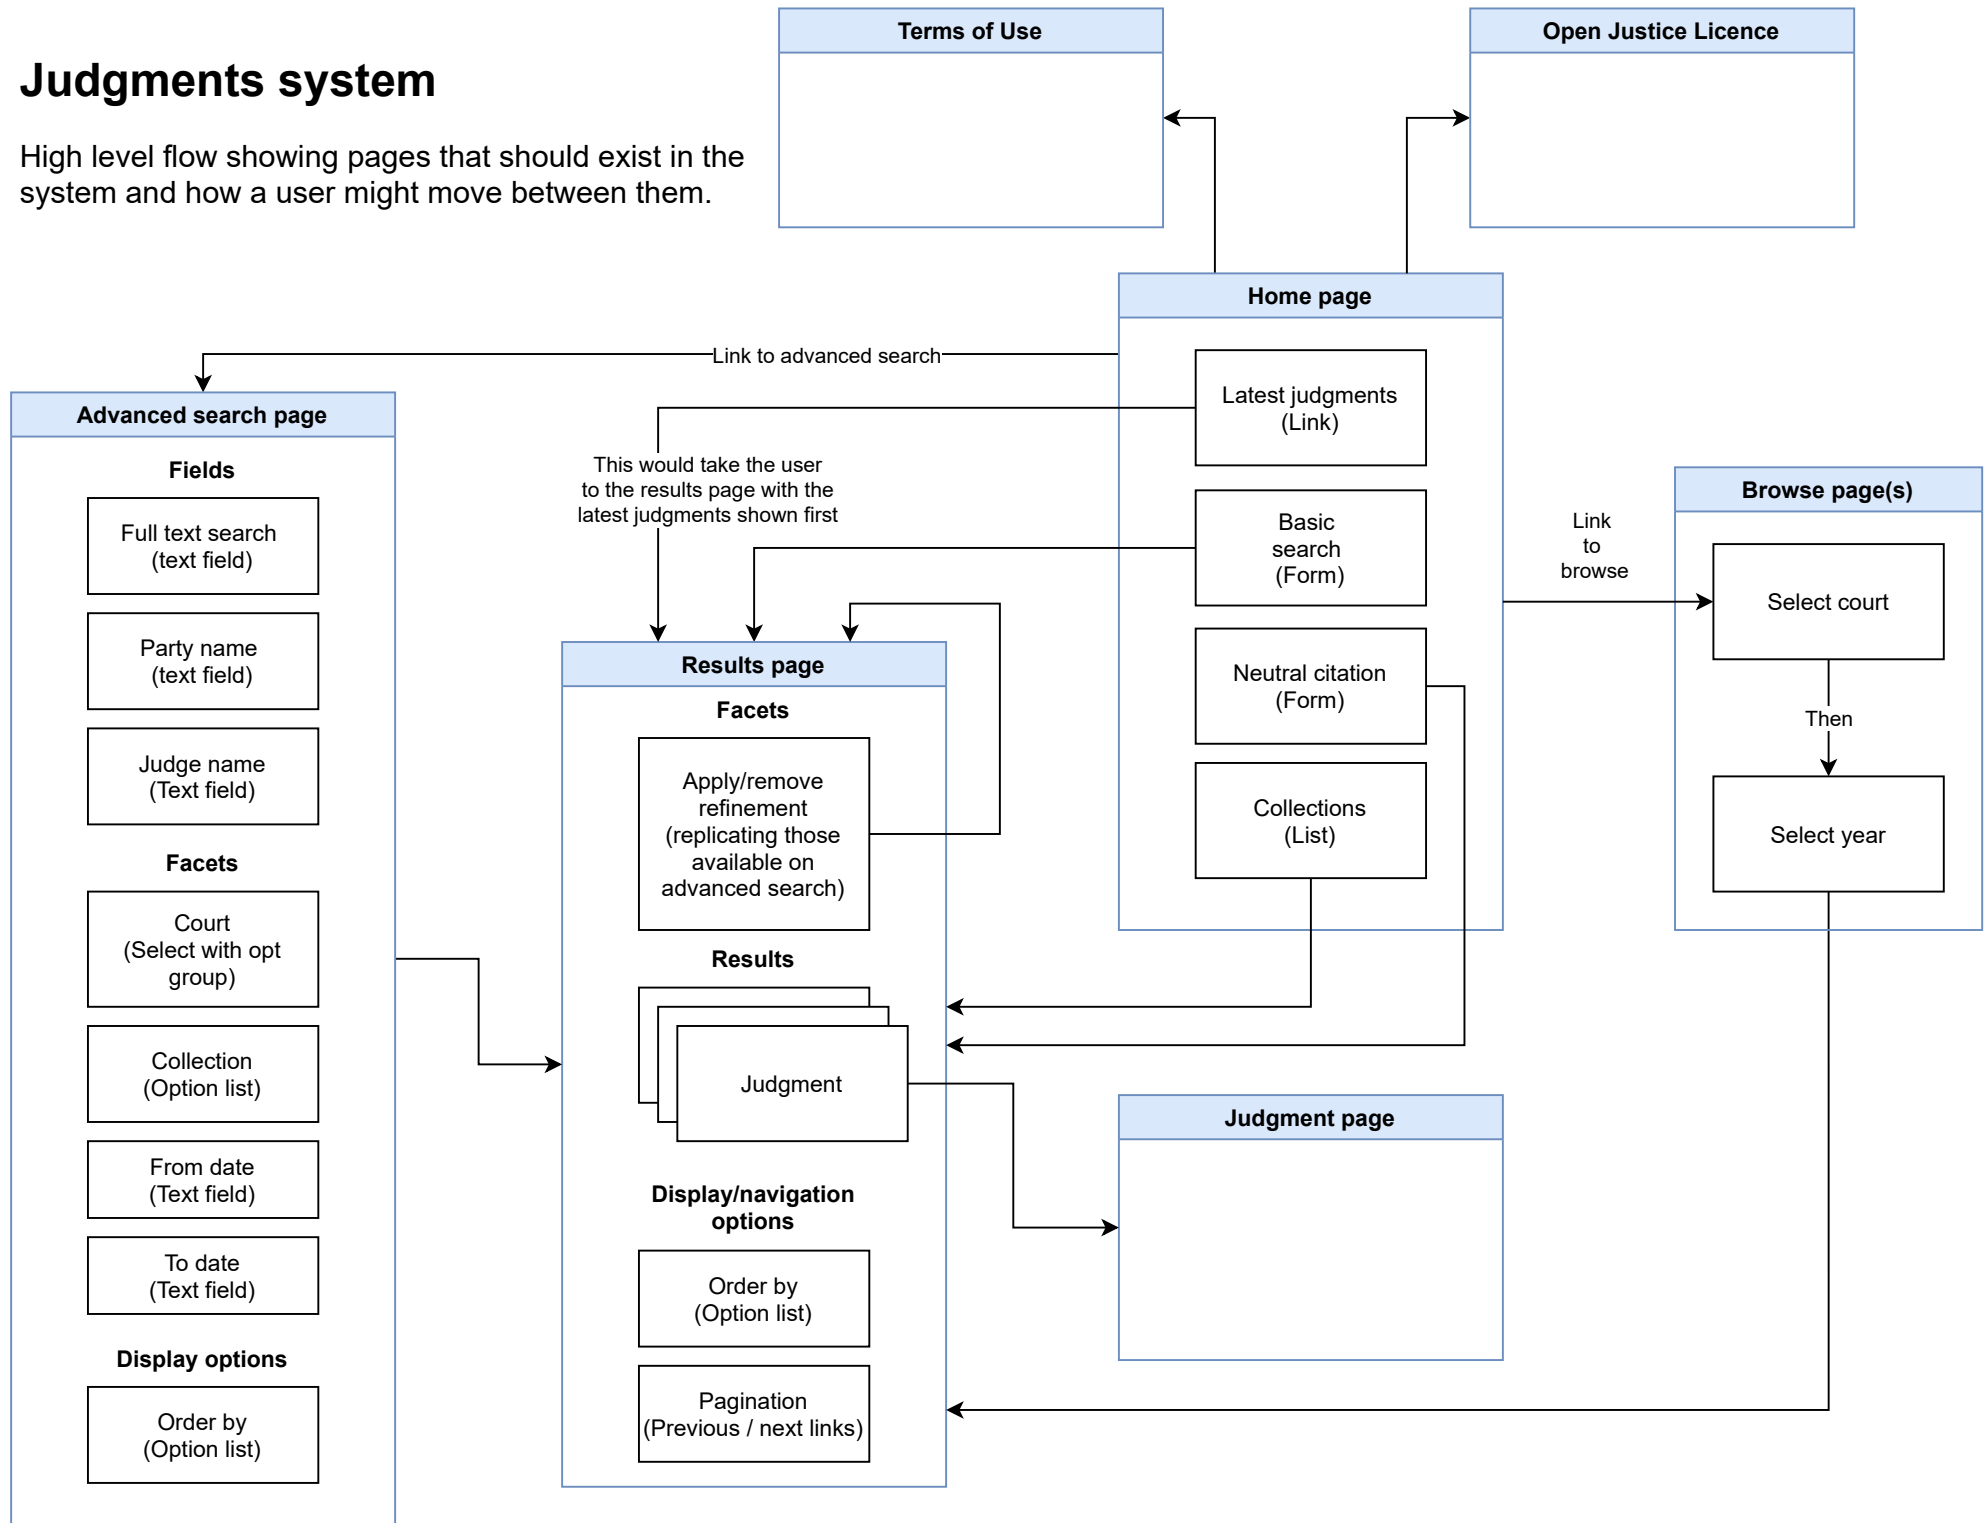 Judgments system
High level flow showing pages that should exist in the
system and how a user might move between them.
Terms of Use
Open Justice Licence
Home page
Latest judgments
(Link)
Basic
search
(Form)
Neutral citation
(Form)
Collections
(List)
Link to advanced search
This would take the user
to the results page with the
latest judgments shown first
Link
to
browse
Browse page(s)
Select court
Then
Select year
Advanced search page
Fields
Full text search
(text field)
Party name
(text field)
Judge name
(Text field)
Facets
Court
(Select with opt
group)
Collection
(Option list)
From date
(Text field)
To date
(Text field)
Display options
Order by
(Option list)
Results page
Facets
Apply/remove
refinement
(replicating those
available on
advanced search)
Results
Judgment
Display/navigation
options
Order by
(Option list)
Pagination
(Previous / next links)
Judgment page